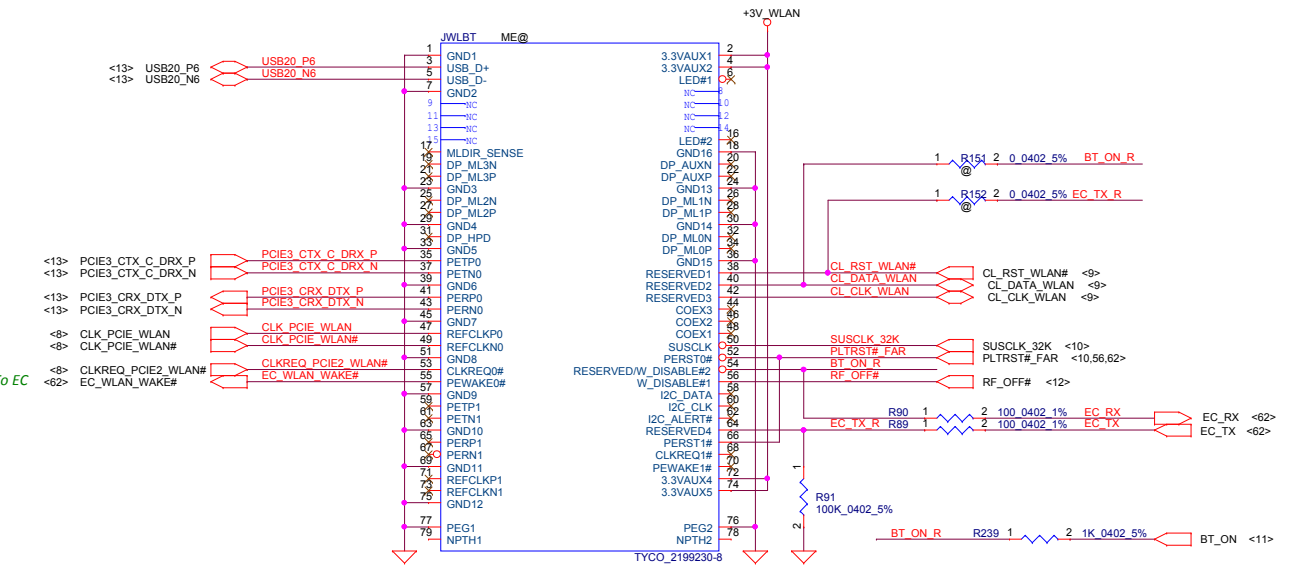 +3V_WLAN
JWLBT ME@
1 GND1 3.3VAUX1 2
<13> USB20_P6 USB20_P6 3 USB_D+ 3.3VAUX2 4
<13> USB20_N6 USB20_N6 5 USB_D- LED#1 6
7 GND2 NC 8
9 NC NC 10
11 NC NC 12
13 NC NC 14
15 NC LED#2 16
17 MLDIR_SENSE GND16 18
19 DP_ML3N DP_AUXN 20 1 R151 2 0_0402_5% BT_ON_R
@
21 DP_ML3P DP_AUXP 22
23 GND3 GND13 24
25 DP_ML2N DP_ML1N 26 1 R152 2 0_0402_5% EC_TX_R
@
27 DP_ML2P DP_ML1P 28
29 GND4 GND14 30
31 DP_HPD DP_ML0N 32
33 GND5 DP_ML0P 34
<13> PCIE3_CTX_C_DRX_P PCIE3_CTX_C_DRX_P 35 PETP0 GND15 36
<13> PCIE3_CTX_C_DRX_N PCIE3_CTX_C_DRX_N 37 PETN0 RESERVED1 38 CL_RST_WLAN# CL_RST_WLAN# <9>
39 GND6 RESERVED2 40 CL_DATA_WLAN CL_DATA_WLAN <9>
<13> PCIE3_CRX_DTX_P PCIE3_CRX_DTX_P 41 PERP0 RESERVED3 42 CL_CLK_WLAN CL_CLK_WLAN <9>
<13> PCIE3_CRX_DTX_N PCIE3_CRX_DTX_N 43 PERN0 COEX3 44
45 GND7 COEX2 46
<8> CLK_PCIE_WLAN CLK_PCIE_WLAN 47 REFCLKP0 COEX1 48
<8> CLK_PCIE_WLAN# CLK_PCIE_WLAN# 49 REFCLKN0 SUSCLK 50 SUSCLK_32K SUSCLK_32K <10>
51 GND8 PERST0# 52 PLTRST#_FAR PLTRST#_FAR <10,56,62>
<8> CLKREQ_PCIE2_WLAN# CLKREQ_PCIE2_WLAN# 53 CLKREQ0# RESERVED/W_DISABLE#2 54 BT_ON_R
To EC <62> EC_WLAN_WAKE# EC_WLAN_WAKE# 55 PEWAKE0# W_DISABLE#1 56 RF_OFF# RF_OFF# <12>
57 GND9 I2C_DATA 58
59 PETP1 I2C_CLK 60
61 PETN1 I2C_ALERT# 62 R90 1 2 100_0402_1% EC_RX EC_RX <62>
63 GND10 RESERVED4 64 EC_TX_R R89 1 2 100_0402_1% EC_TX EC_TX <62>
65 PERP1 PERST1# 66
67 PERN1 CLKREQ1# 68
69 GND11 PEWAKE1# 70
71 REFCLKP1 3.3VAUX4 72
73 REFCLKN1 3.3VAUX5 74
75 GND12
1 R91 2
100K_0402_5%
77 PEG1 PEG2 76
79 NPTH1 NPTH2 78
BT_ON_R R239 1 2 1K_0402_5% BT_ON <11>
TYCO_2199230-8